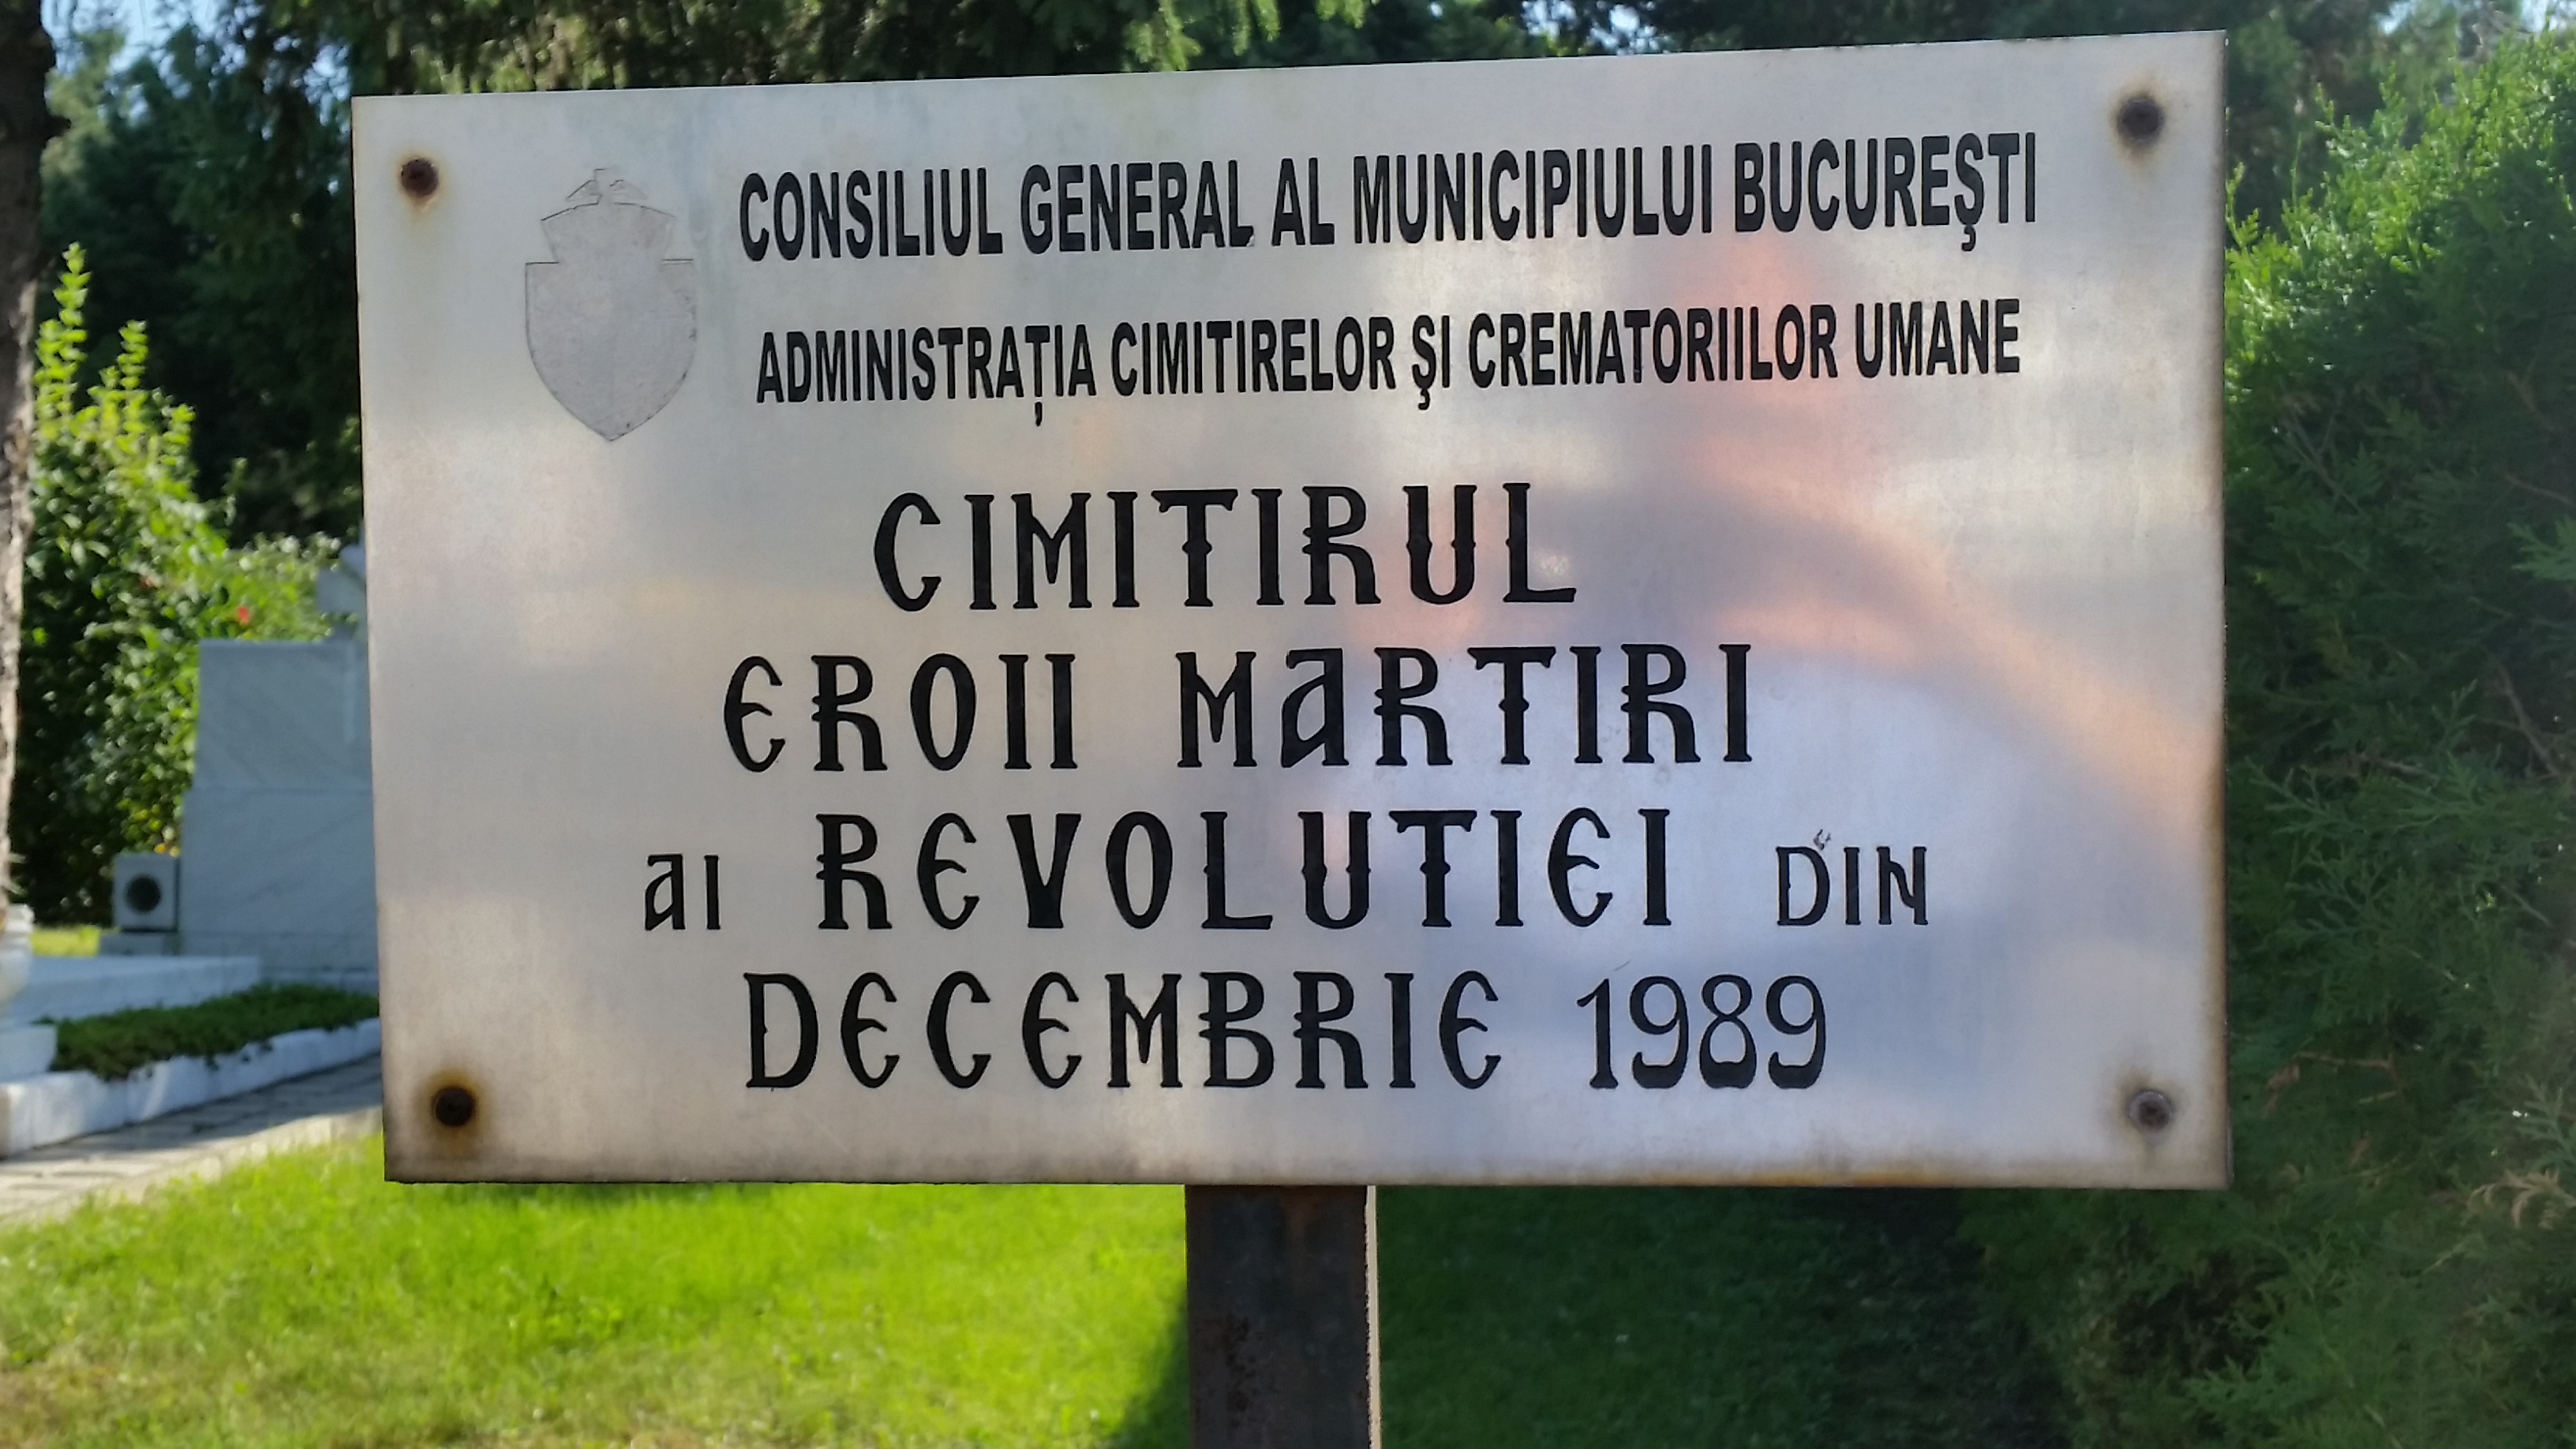 CONSILIUL GENERAL AL MUNICIPIULUI BUCUREŞTI
ADMINISTRAŢIA CIMITIRELOR ŞI CREMATORIILOR UMANE
CIMITIRUL
EROII MARTIRI
aI REVOLUTIEI DIN
DECEMBRIE 1989